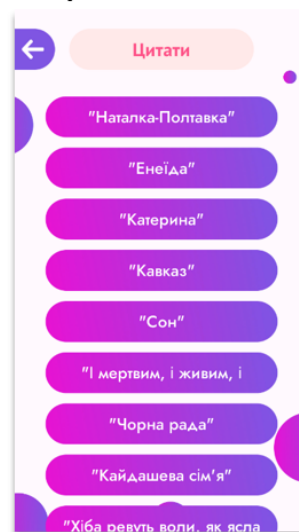 Цитати
"Наталка-Полтавка"
"Енеїда"
"Катерина"
"Кавказ"
"Сон"
"І мертвим, і живим, і
"Чорна рада"
"Кайдашева сім'я"
"Хіба ревуть воли, як ясла